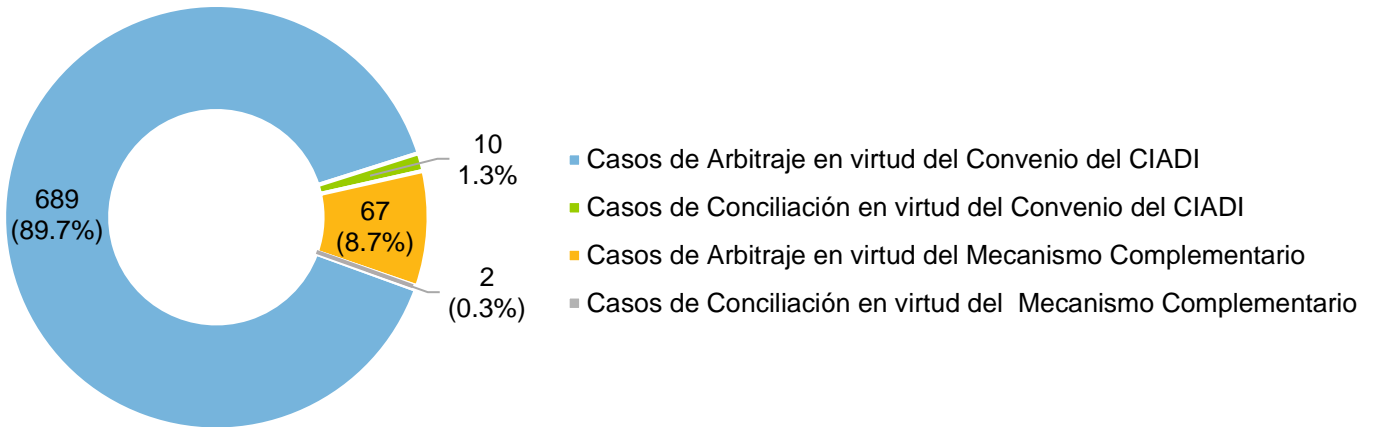 689
(89.7%)
10
1.3%
67
(8.7%)
2
(0.3%)
Casos de Arbitraje en virtud del Convenio del CIADI
Casos de Conciliación en virtud del Convenio del CIADI
Casos de Arbitraje en virtud del Mecanismo Complementario
Casos de Conciliación en virtud del  Mecanismo Complementario